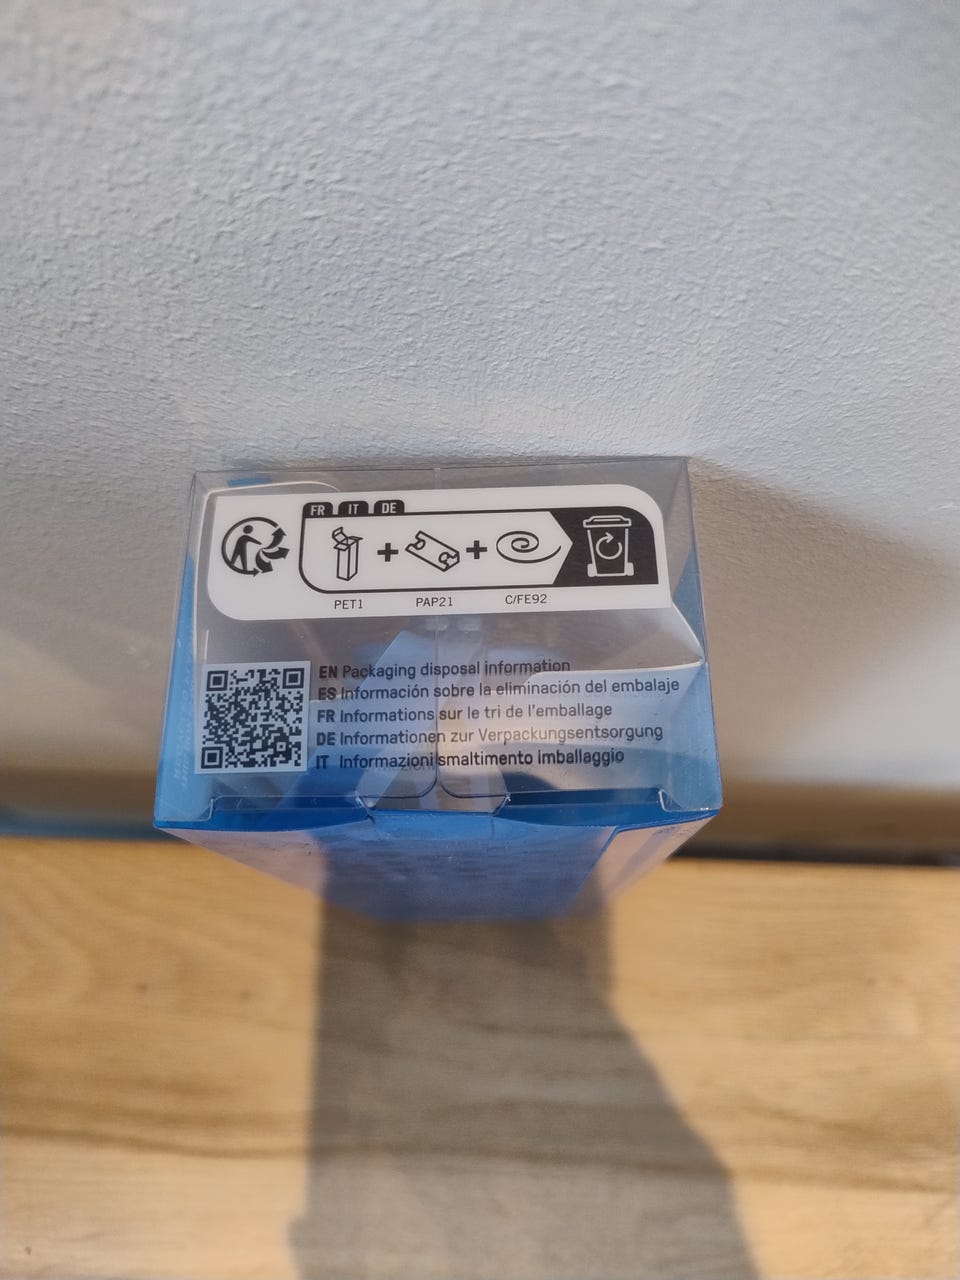 FR IT DE
PET1 PAP21 C/FE92
EN Packaging disposal information
ES Información sobre la eliminación del embalaje
FR Informations sur le tri de l'emballage
DE Informationen zur Verpackungsentsorgung
IT Informazioni smaltimento imballaggio